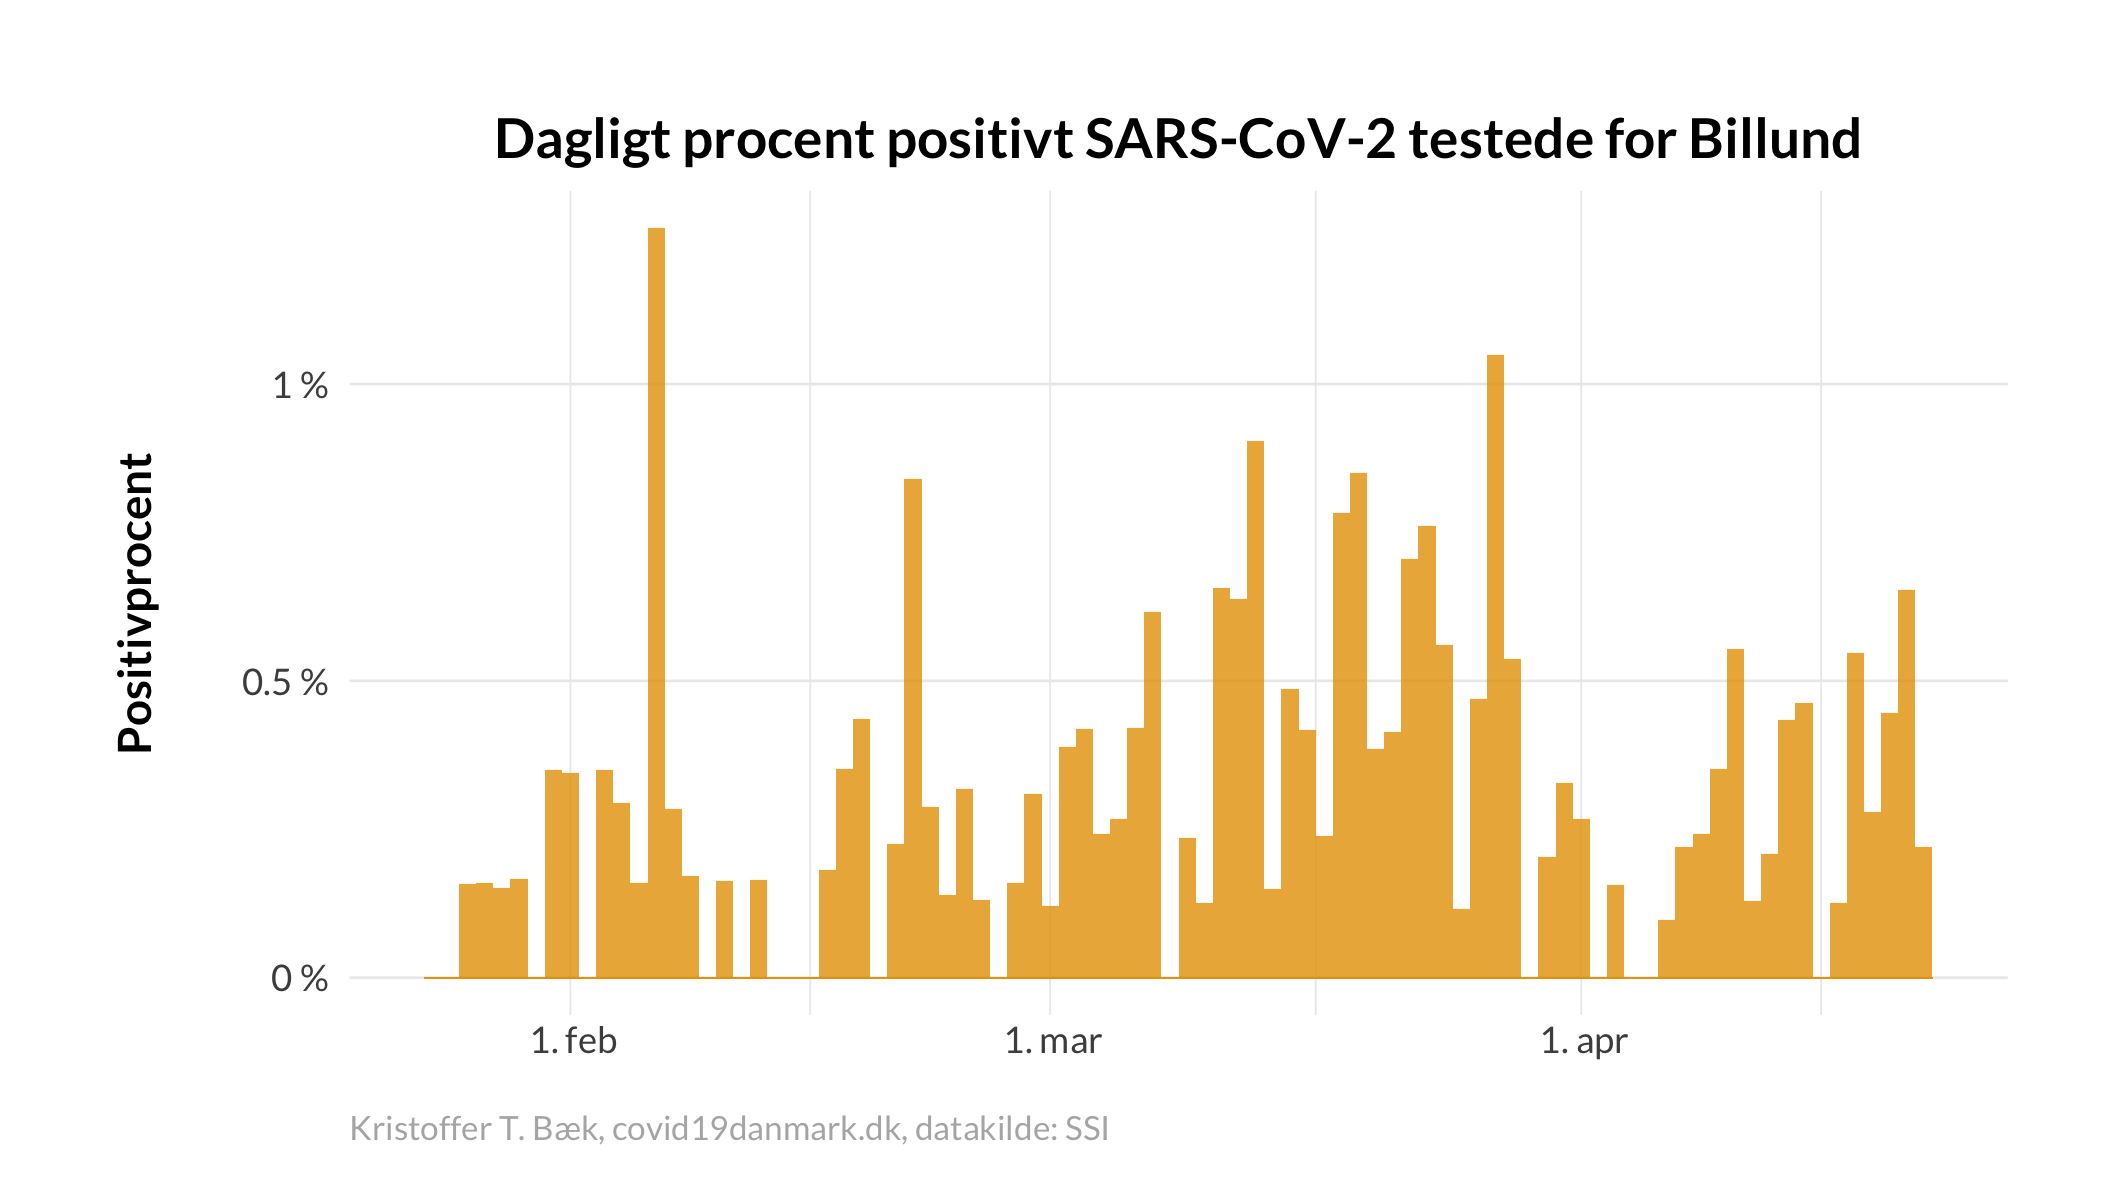 Dagligt procent positivt SARS-CoV-2 testede for Billund
Positivprocent
1 %
0.5 %
0 %
1. feb
1. mar
1. apr
Kristoffer T. Bæk, covid19danmark.dk, datakilde: SSI